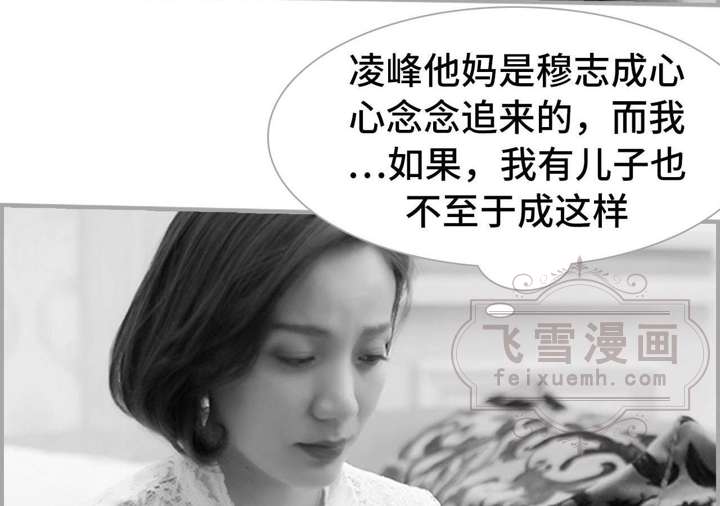 凌峰他妈是穆志成心
心念念追来的，而我
…如果，我有儿子也
不至于成这样
飞雪漫画
feixuemh.com